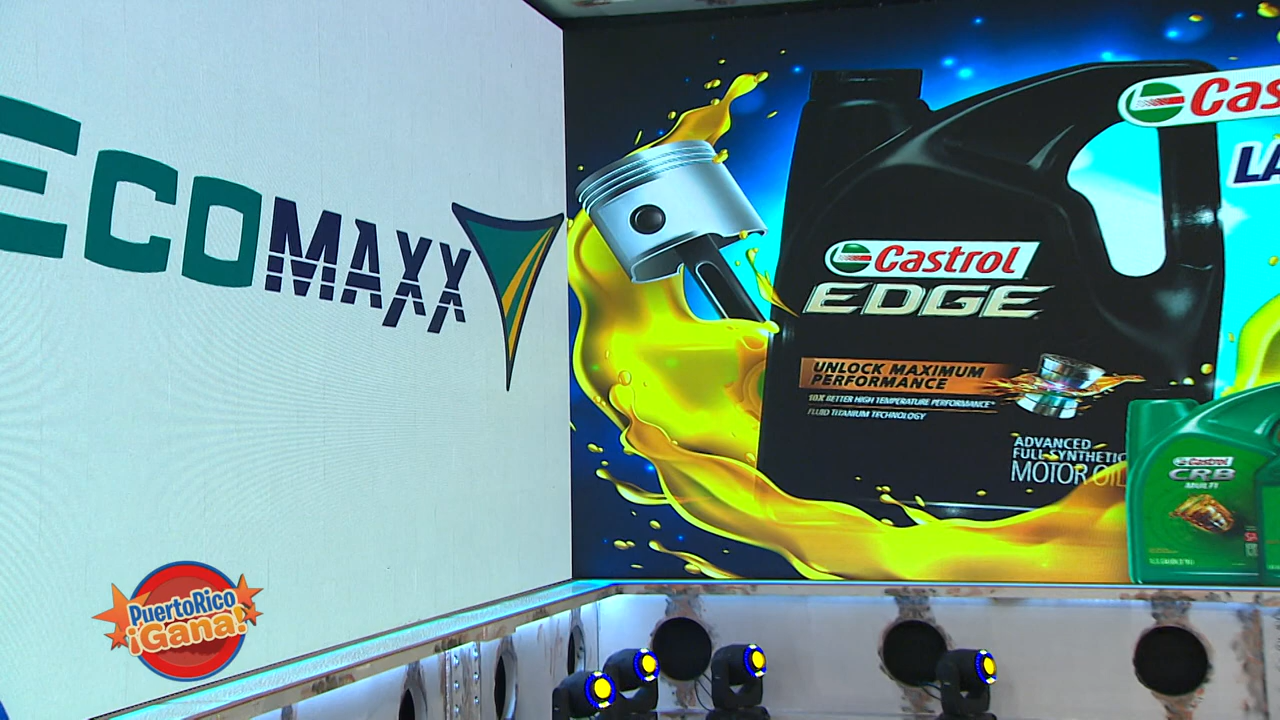 ECOMAXX
Castrol
EDGE
UNLOCK MAXIMUM
PERFORMANCE
10X BETTER HIGH TEMPERATURE PERFORMANCE*
FLUID TITANIUM TECHNOLOGY
ADVANCED
FULL SYNTHETIC
MOTOR OIL
Cas
LA
Castrol
CRB
MULTI
PuertoRico
¡Gana!